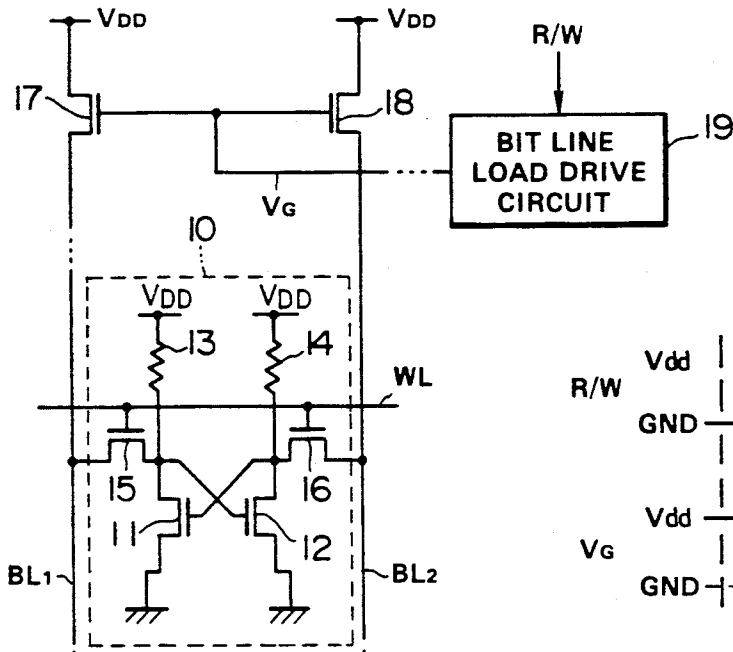 VDD
VDD
R/W
17
18
19
BIT LINE
LOAD DRIVE
CIRCUIT
VG
10
VDD
VDD
13
14
WL
15
16
11
12
BL1
BL2
R/W
Vdd
GND
VG
Vdd
GND